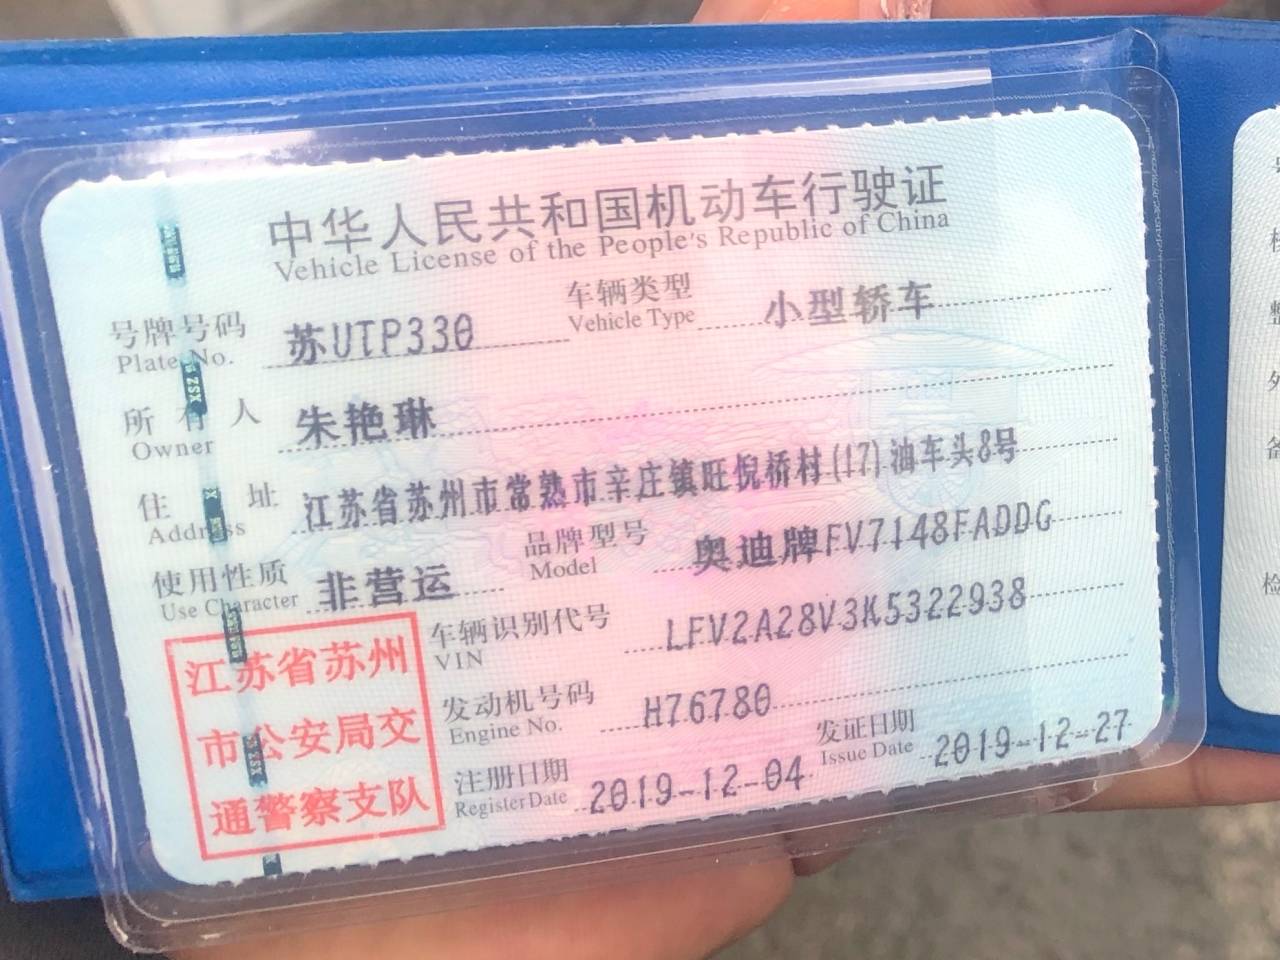 中华人民共和国机动车行驶证
Vehicle License of the People's Republic of China
号牌号码 苏UTP330 车辆类型 小型轿车
Plate No. Vehicle Type
所有人 朱艳琳
Owner
住址 江苏省苏州市常熟市辛庄镇旺倪桥村(17)油车头8号
Address
使用性质 非营运 品牌型号 奥迪牌FV7148FADDG
Use Character Model
车辆识别代号 LFV2A28V3K5322938
VIN
发动机号码 H76780
Engine No.
注册日期 2019-12-04 发证日期 2019-12-27
Register Date Issue Date
江苏省苏州
市公安局交
通警察支队